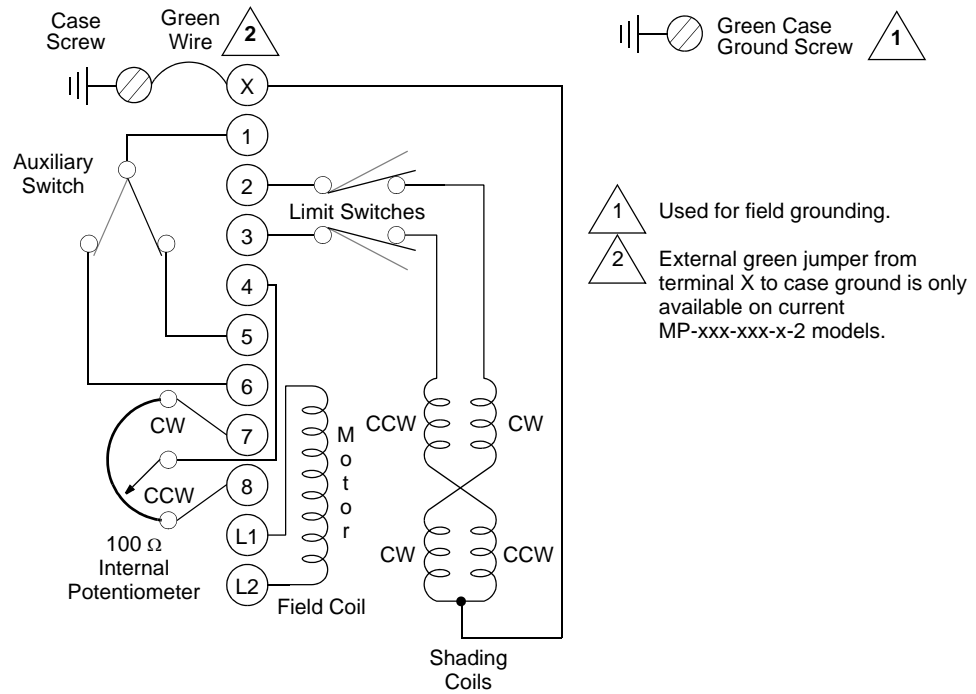 Case
Screw
Green
Wire
2
Green Case
Ground Screw
1
X
1
Auxiliary
Switch
2
Limit Switches
3
4
5
6
CW
7
CCW
8
100 Ω
Internal
Potentiometer
L1
L2
Motor
Field Coil
CCW
CW
CW
CCW
Shading
Coils
1
Used for field grounding.
2
External green jumper from
terminal X to case ground is only
available on current
MP-xxx-xxx-x-2 models.